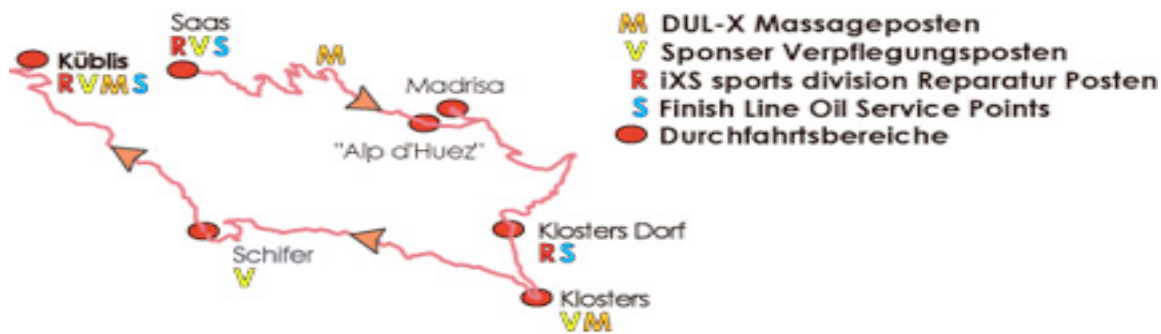 Saas
RVS
Küblis
RVMS
M
Madrisa
"Alp d'Huez"
Klosters Dorf
RS
Schifer
V
Klosters
VM
M DUL-X Massageposten
V Sponser Verpflegungsposten
R iXS sports division Reparatur Posten
S Finish Line Oil Service Points
Durchfahrtsbereiche